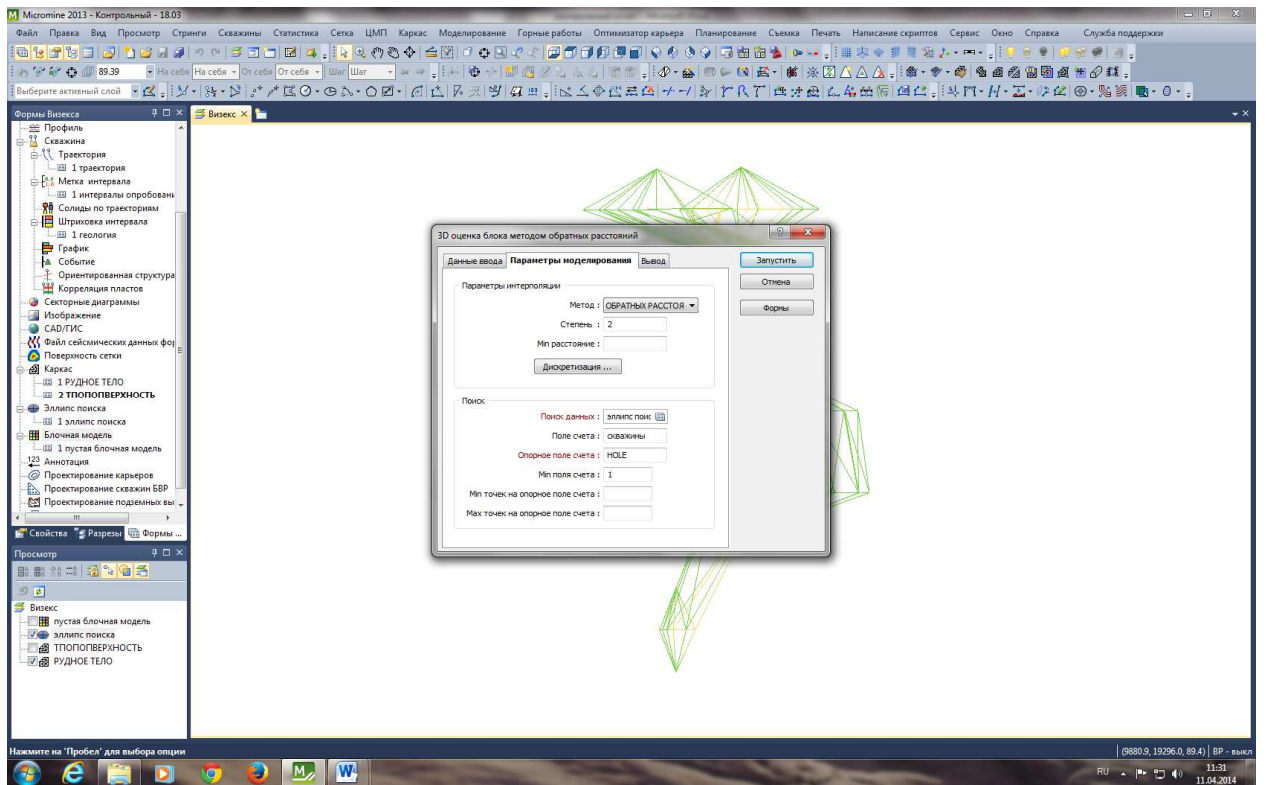 Micromine 2013 - Контрольный - 18.03
Файл Правка Вид Просмотр Стринги Скважины Статистика Сетка ЦМП Каркас Моделирование Горные работы Оптимизатор карьера Планирование Съемка Печать Написание скриптов Сервис Окно Справка Служба поддержки
89.39 На себя На себя От себя От себя Шаг Шаг
Выберите активный слой
Формы Визекса
Визекс
Профиль
Скважина
Траектория
1 траектория
Метка интервала
1 интервалы опробовани
Солиды по траекториям
Штриховка интервала
1 геология
График
Событие
Ориентированная структура
Корреляция пластов
Секторные диаграммы
Изображение
CAD/ГИС
Файл сейсмических данных фор
Поверхность сетки
Каркас
1 РУДНОЕ ТЕЛО
2 ТПОПОПВЕРХНОСТЬ
Эллипс поиска
1 эллипс поиска
Блочная модель
1 пустая блочная модель
123 Аннотация
Проектирование карьеров
Проектирование скважин БВР
Проектирование подземных вы
Свойства Разрезы Формы ...
Просмотр
Визекс
пустая блочная модель
эллипс поиска
ТПОПОПВЕРХНОСТЬ
РУДНОЕ ТЕЛО
3D оценка блока методом обратных расстояний
Данные ввода Параметры моделирования Вывод
Запустить
Отмена
Формы
Параметры интерполяции
Метод : ОБРАТНЫХ РАССТОЯ
Степень : 2
Min расстояние :
Дискретизация ...
Поиск
Поиск данных : эллипс поис
Поле счета : скважины
Опорное поле счета : HOLE
Min поля счета : 1
Min точек на опорное поле счета :
Max точек на опорное поле счета :
Нажмите на 'Пробел' для выбора опции
(9880.9, 19296.0, 89.4) ВР - выкл
RU
11:31
11.04.2014